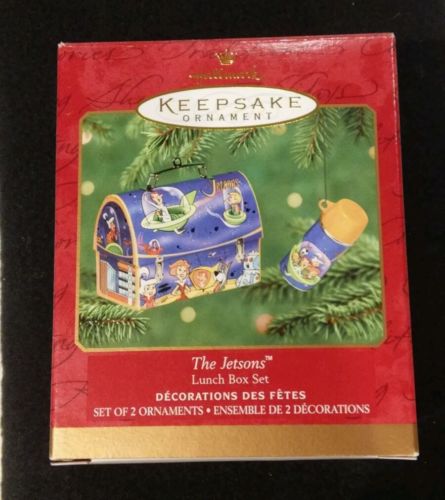 Hallmark
KEEPSAKE
ORNAMENT
Jetsons
The Jetsons™
Lunch Box Set
DÉCORATIONS DES FÊTES
SET OF 2 ORNAMENTS • ENSEMBLE DE 2 DÉCORATIONS